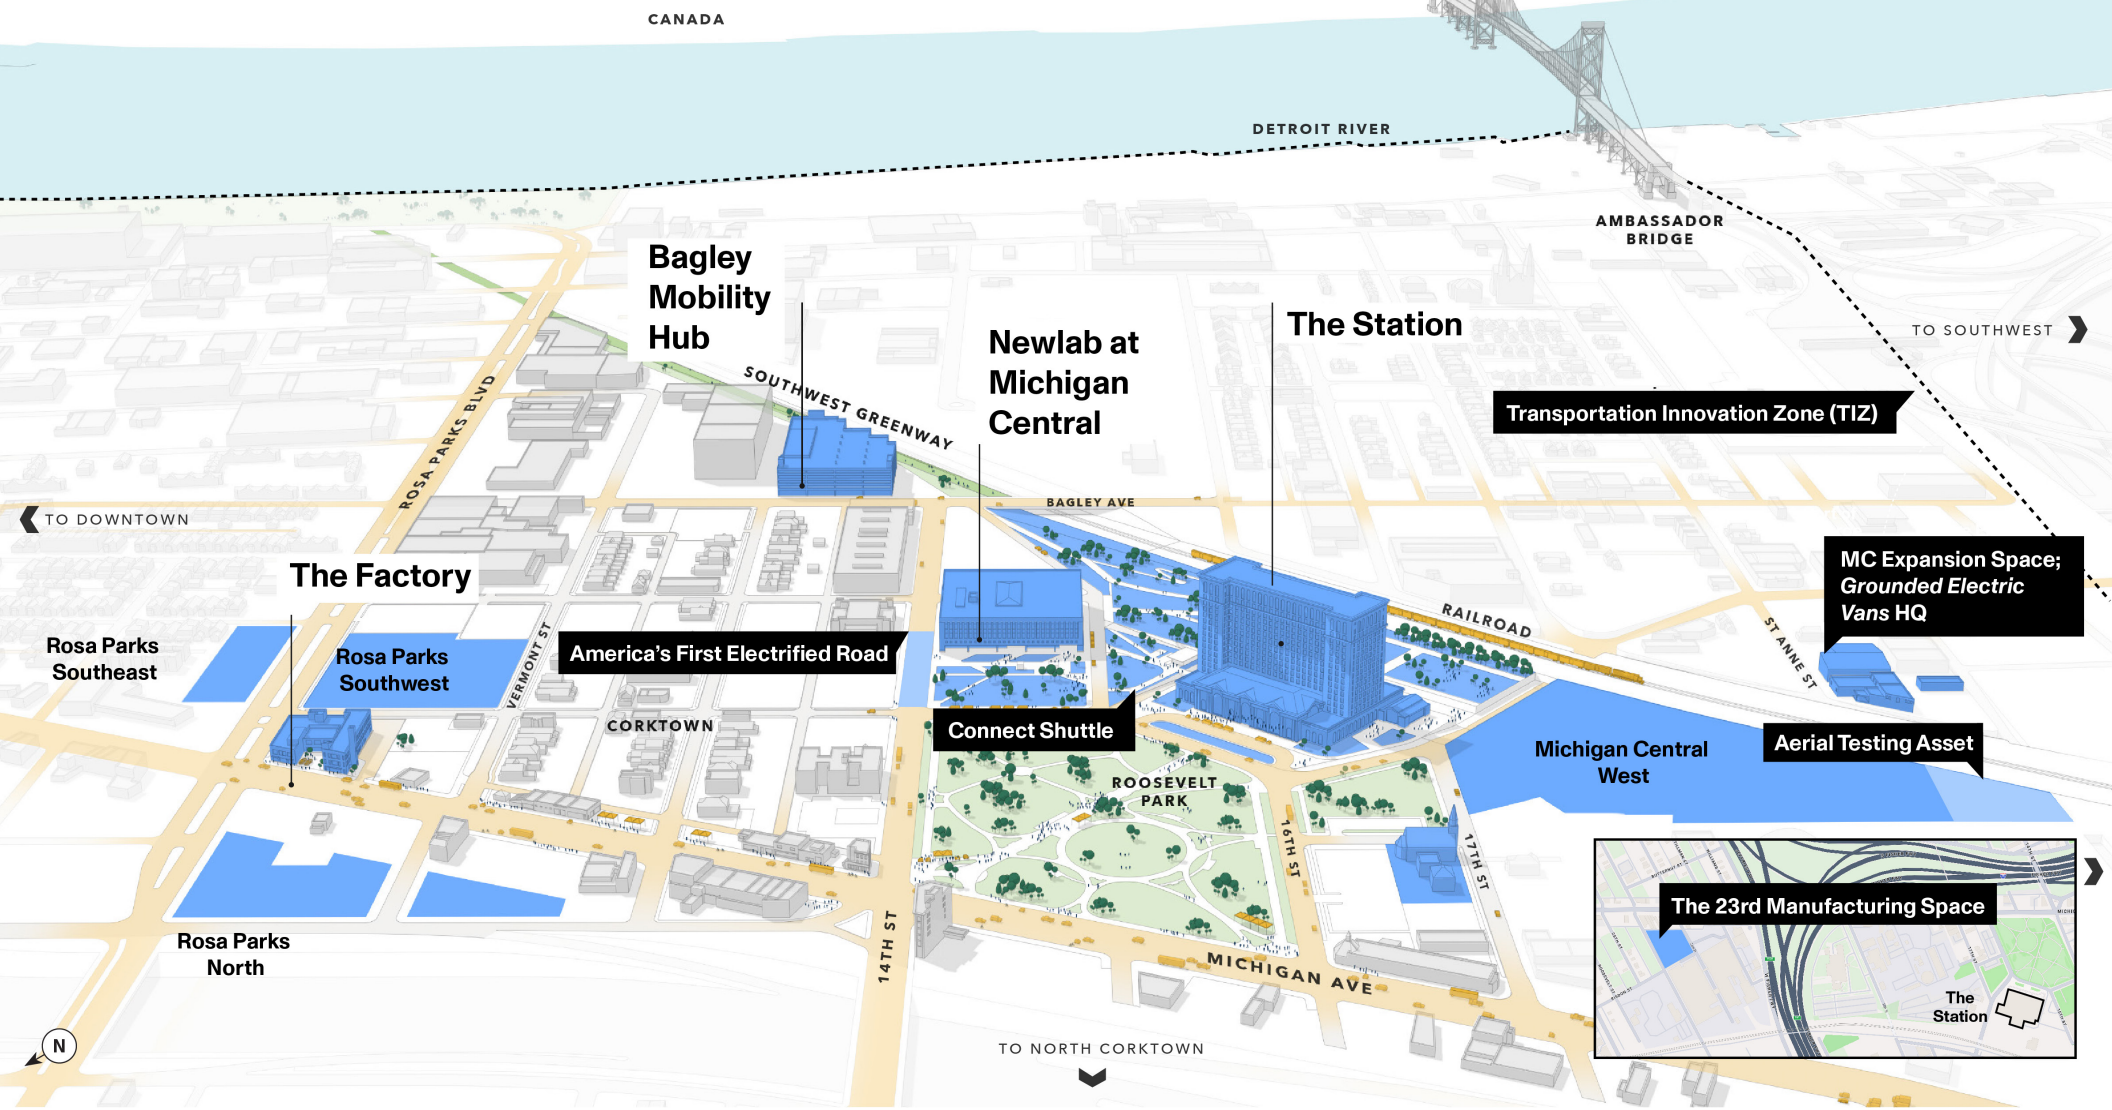 CANADA
DETROIT RIVER
AMBASSADOR
BRIDGE
TO SOUTHWEST
Bagley
Mobility
Hub
The Station
Newlab at
Michigan
Central
SOUTHWEST GREENWAY
ROSA PARKS BLVD
Transportation Innovation Zone (TIZ)
BAGLEY AVE
TO DOWNTOWN
The Factory
MC Expansion Space;
Grounded Electric
Vans HQ
RAILROAD
ST ANNE ST
Rosa Parks
Southeast
Rosa Parks
Southwest
VERMONT ST
America's First Electrified Road
CORKTOWN
Connect Shuttle
Michigan Central
West
Aerial Testing Asset
ROOSEVELT
PARK
16TH ST
17TH ST
14TH ST
MICHIGAN AVE
Rosa Parks
North
The 23rd Manufacturing Space
The
Station
N
TO NORTH CORKTOWN